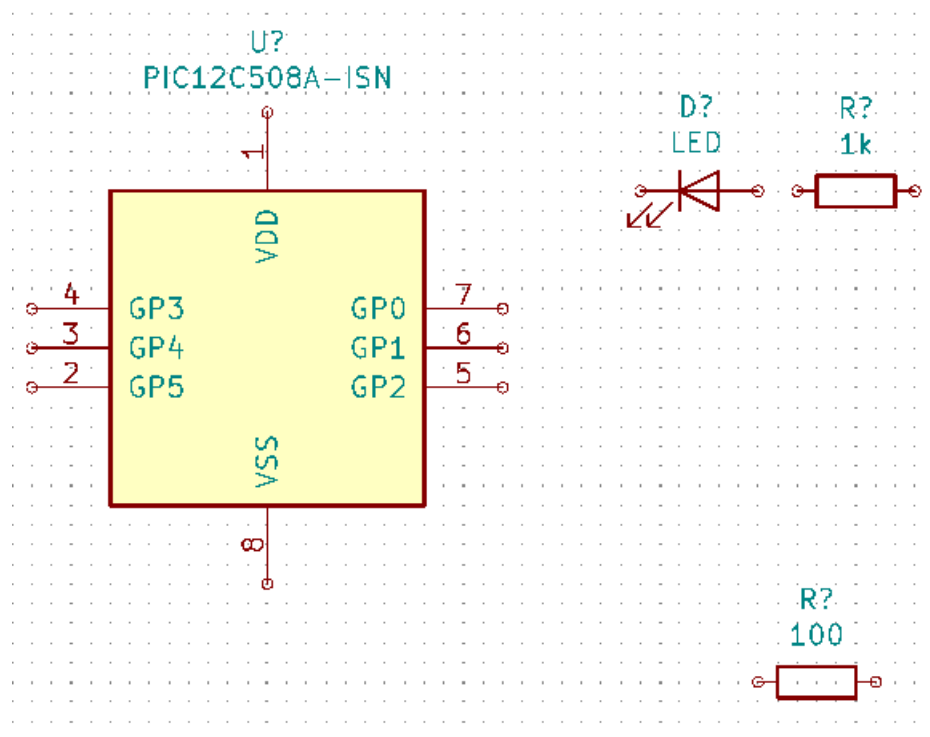 U?
PIC12C508A-ISN
D?
LED
R?
1k
1
VDD
4
GP3
GP0
7
3
GP4
GP1
6
2
GP5
GP2
5
VSS
8
R?
100